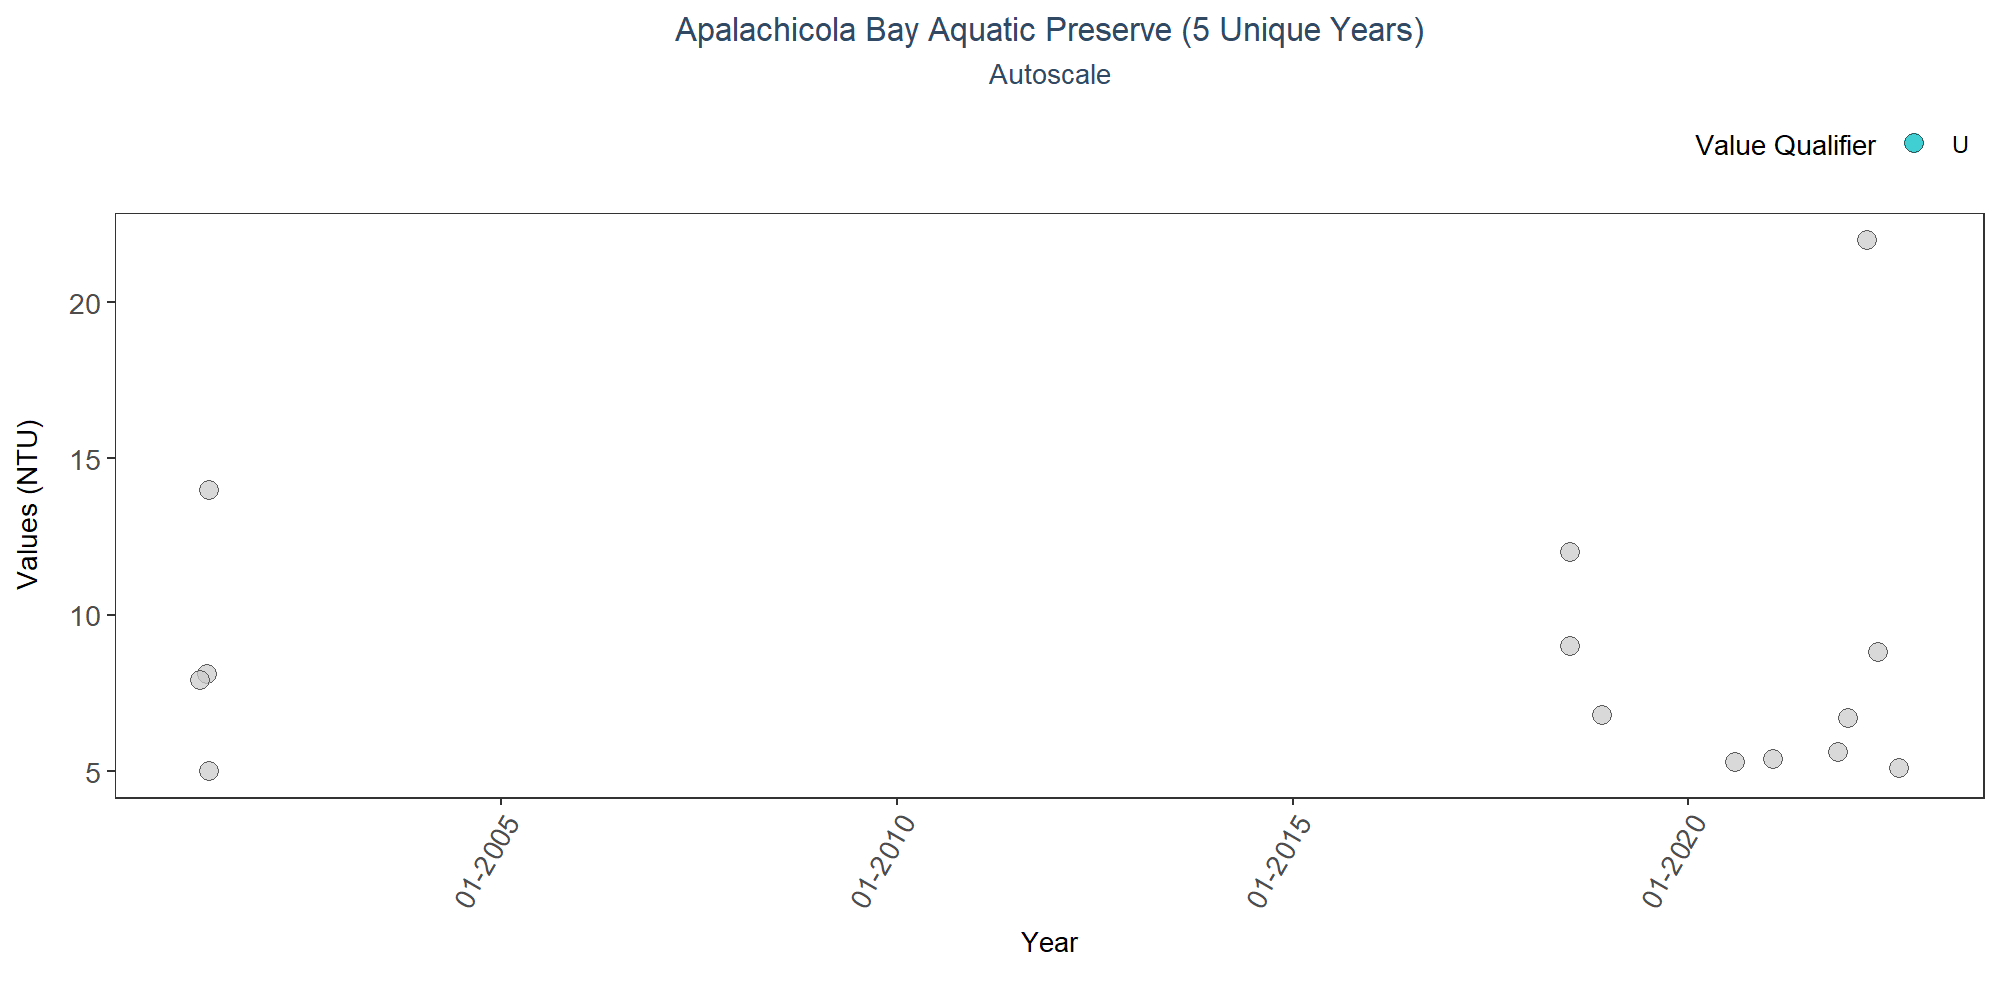 Apalachicola Bay Aquatic Preserve (5 Unique Years)
Autoscale
Value Qualifier U
Values (NTU)
20
15
10
5
01-2005
01-2010
01-2015
01-2020
Year